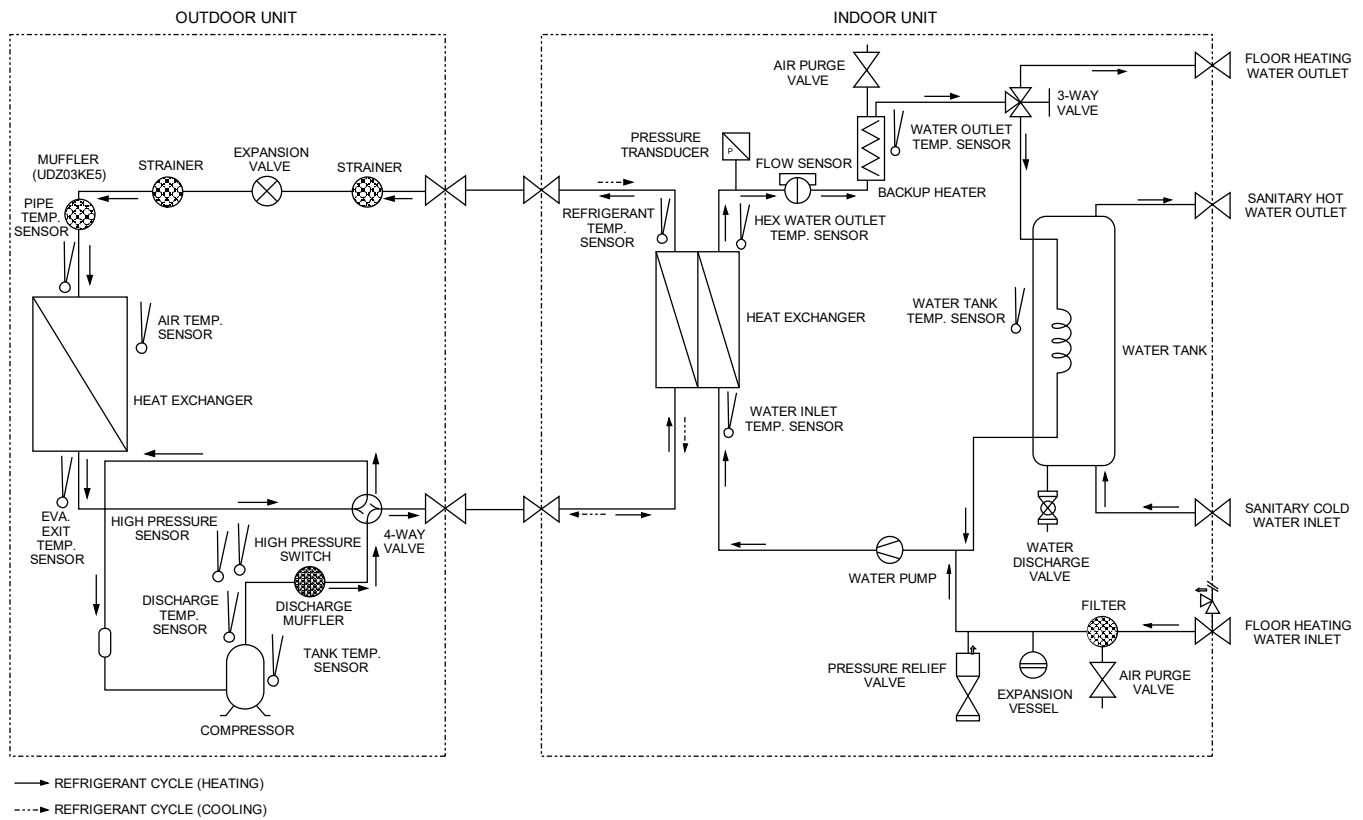 OUTDOOR UNIT
INDOOR UNIT
AIR PURGE
VALVE
FLOOR HEATING
WATER OUTLET
3-WAY
VALVE
PRESSURE
TRANSDUCER
P
WATER OUTLET
TEMP. SENSOR
MUFFLER
(UDZ03KE5)
STRAINER
EXPANSION
VALVE
STRAINER
FLOW SENSOR
BACKUP HEATER
PIPE
TEMP.
SENSOR
REFRIGERANT
TEMP.
SENSOR
HEX WATER OUTLET
TEMP. SENSOR
SANITARY HOT
WATER OUTLET
AIR TEMP.
SENSOR
HEAT EXCHANGER
WATER TANK
TEMP. SENSOR
WATER TANK
HEAT EXCHANGER
WATER INLET
TEMP. SENSOR
EVA.
EXIT
TEMP.
SENSOR
HIGH PRESSURE
SENSOR
HIGH PRESSURE
SWITCH
4-WAY
VALVE
SANITARY COLD
WATER INLET
WATER
DISCHARGE
VALVE
WATER PUMP
DISCHARGE
TEMP.
SENSOR
DISCHARGE
MUFFLER
FILTER
FLOOR HEATING
WATER INLET
TANK TEMP.
SENSOR
PRESSURE RELIEF
VALVE
EXPANSION
VESSEL
AIR PURGE
VALVE
COMPRESSOR
REFRIGERANT CYCLE (HEATING)
REFRIGERANT CYCLE (COOLING)